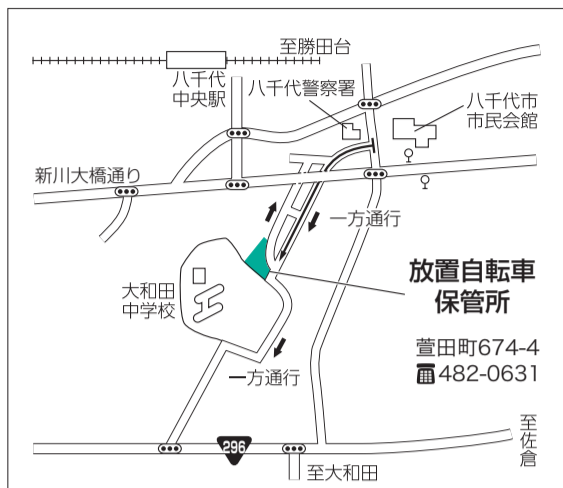 至勝田台
八千代
中央駅
八千代警察署
八千代市
市民会館
新川大橋通り
一方通行
放置自転車
保管所
大和田
中学校
萱田町674-4
482-0631
一方通行
296
至佐倉
至大和田